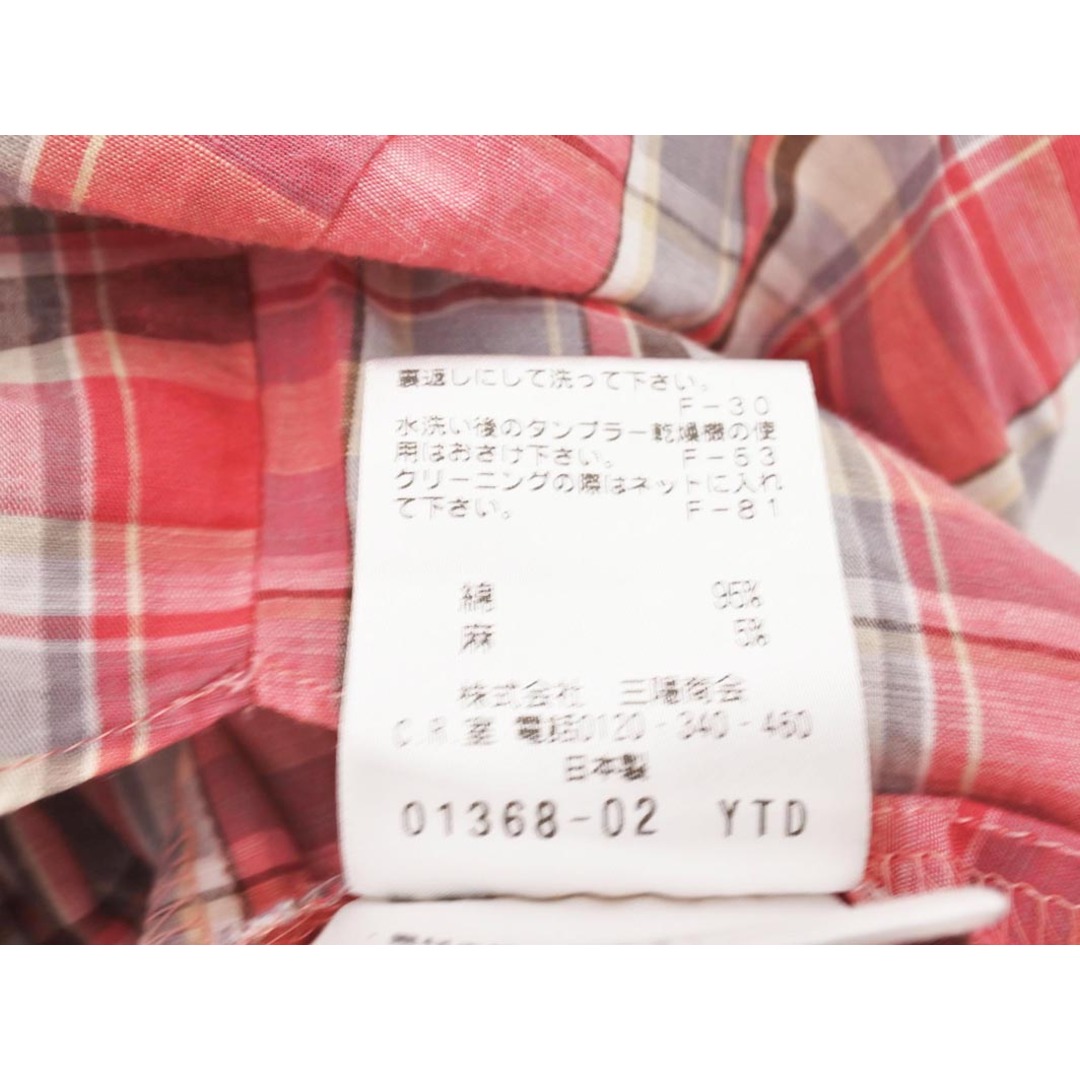 裏返しにして洗って下さい。
F-30
水洗い後のタンブラー乾燥機の使
用はおさけ下さい。 F-53
クリーニングの際はネットに入れ
て下さい。 F-81
綿 95%
麻 5%
株式会社 三陽商会
C.R.室 電話0120-340-460
日本製
01368-02 YTD